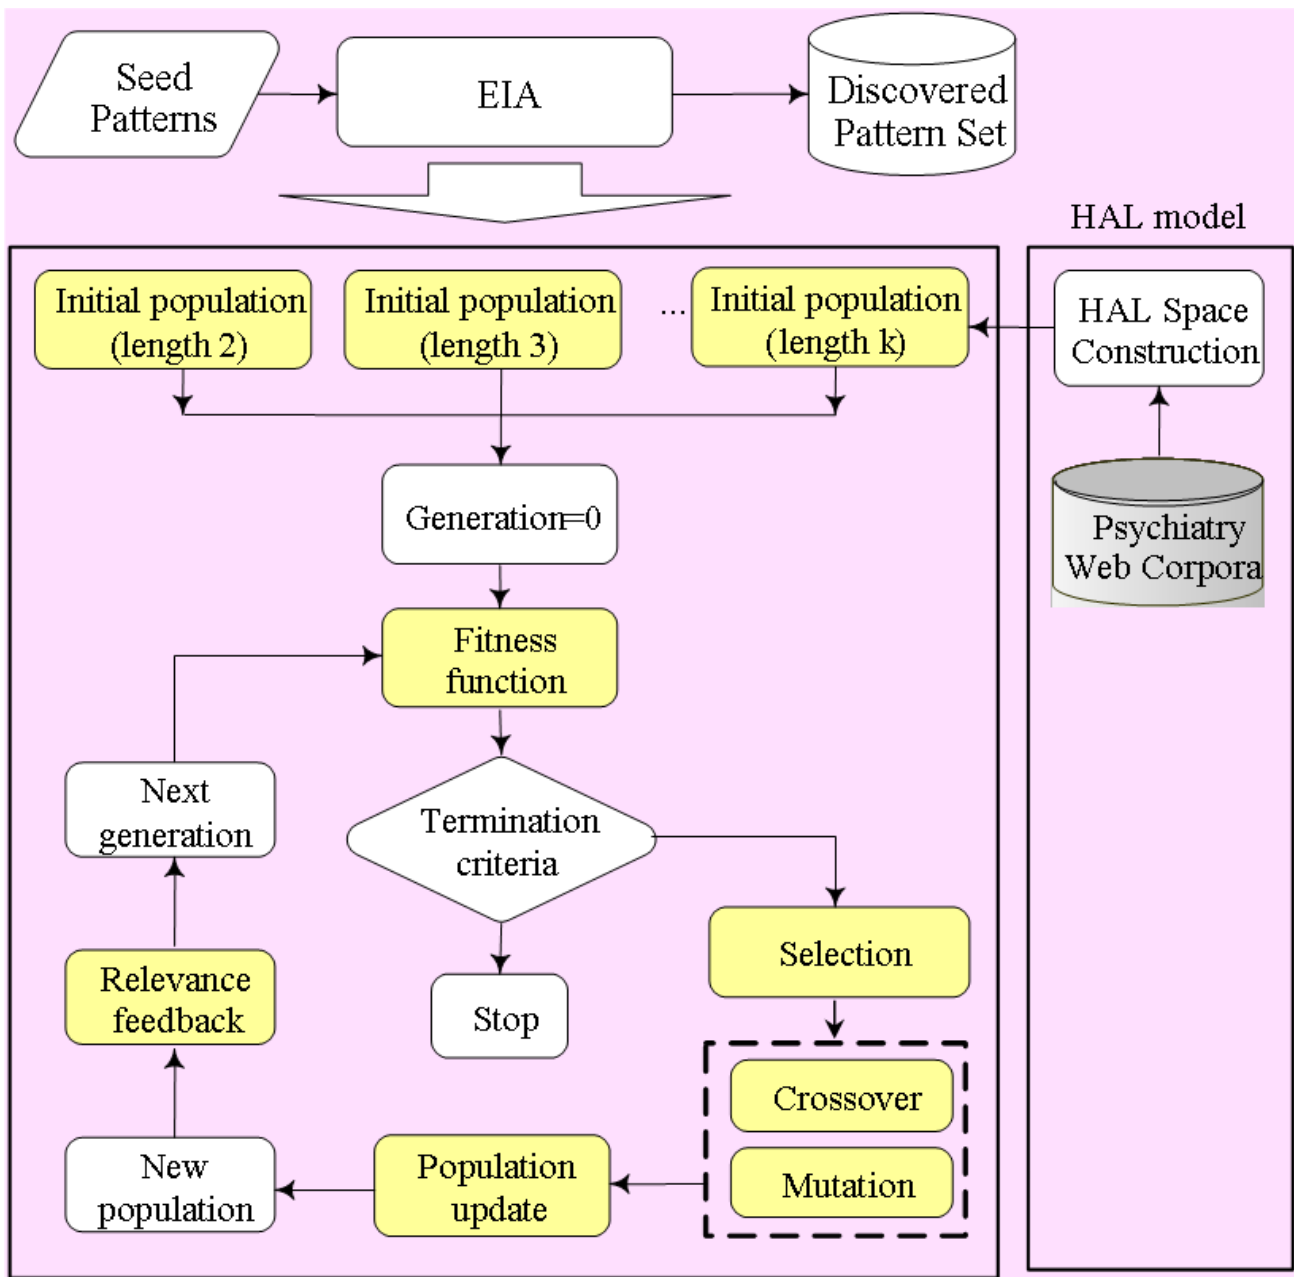 Seed
Patterns
EIA
Discovered
Pattern Set
HAL model
Initial population
(length 2)
Initial population
(length 3)
...
Initial population
(length k)
HAL Space
Construction
Psychiatry
Web Corpora
Generation=0
Fitness
function
Next
generation
Termination
criteria
Selection
Relevance
feedback
Stop
Crossover
Mutation
Population
update
New
population